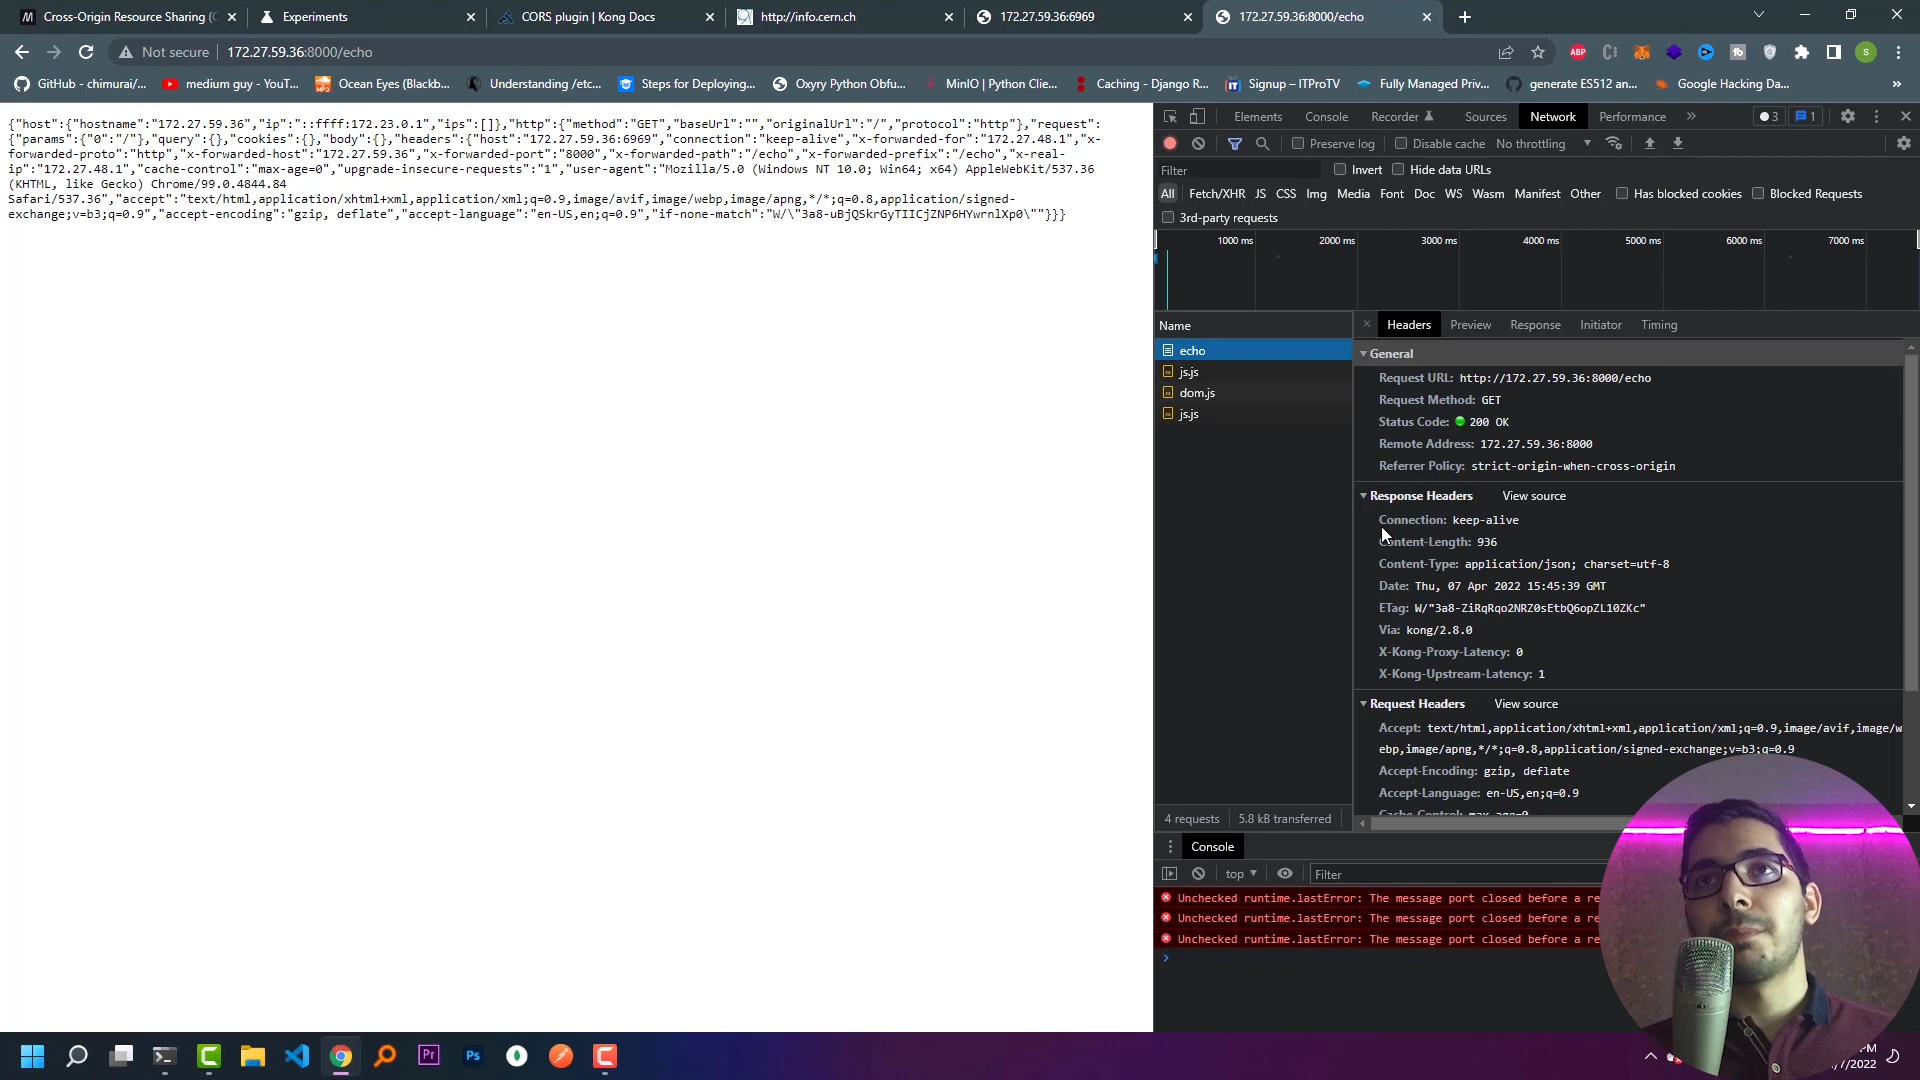 Cross-Origin Resource Sharing (C
Experiments
CORS plugin | Kong Docs
http://info.cern.ch
172.27.59.36:6969
172.27.59.36:8000/echo
Not secure
172.27.59.36:8000/echo
ABP
S
GitHub - chimurai/...
medium guy - YouT...
Ocean Eyes (Blackb...
Understanding /etc...
Steps for Deploying...
Oxyry Python Obfu...
MinIO | Python Clie...
Caching - Django R...
Signup – ITProTV
Fully Managed Priv...
generate ES512 an...
Google Hacking Da...
{"host":{"hostname":"172.27.59.36","ip":"::ffff:172.23.0.1","ips":[]},"http":{"method":"GET","baseUrl":"","originalUrl":"/","protocol":"http"},"request":
{"params":{"0":"/"},"query":{},"cookies":{},"body":{},"headers":{"host":"172.27.59.36:6969","connection":"keep-alive","x-forwarded-for":"172.27.48.1","x-
forwarded-proto":"http","x-forwarded-host":"172.27.59.36","x-forwarded-port":"8000","x-forwarded-path":"/echo","x-forwarded-prefix":"/echo","x-real-
ip":"172.27.48.1","cache-control":"max-age=0","upgrade-insecure-requests":"1","user-agent":"Mozilla/5.0 (Windows NT 10.0; Win64; x64) AppleWebKit/537.36
(KHTML, like Gecko) Chrome/99.0.4844.84
Safari/537.36","accept":"text/html,application/xhtml+xml,application/xml;q=0.9,image/avif,image/webp,image/apng,*/*;q=0.8,application/signed-
exchange;v=b3;q=0.9","accept-encoding":"gzip, deflate","accept-language":"en-US,en;q=0.9","if-none-match":"W/\"3a8-uBjQSkrGyTIICjZNP6HYwrnlXp0\""}}}
Elements
Console
Recorder
Sources
Network
Performance
3
1
Preserve log
Disable cache
No throttling
Filter
Invert
Hide data URLs
All
Fetch/XHR
JS
CSS
Img
Media
Font
Doc
WS
Wasm
Manifest
Other
Has blocked cookies
Blocked Requests
3rd-party requests
1000 ms
2000 ms
3000 ms
4000 ms
5000 ms
6000 ms
7000 ms
Name
echo
js.js
dom.js
js.js
Headers
Preview
Response
Initiator
Timing
General
Request URL: http://172.27.59.36:8000/echo
Request Method: GET
Status Code: 200 OK
Remote Address: 172.27.59.36:8000
Referrer Policy: strict-origin-when-cross-origin
Response Headers
View source
Connection: keep-alive
Content-Length: 936
Content-Type: application/json; charset=utf-8
Date: Thu, 07 Apr 2022 15:45:39 GMT
ETag: W/"3a8-ZiRqRqo2NRZ0sEtbQ6opZL10ZKc"
Via: kong/2.8.0
X-Kong-Proxy-Latency: 0
X-Kong-Upstream-Latency: 1
Request Headers
View source
Accept: text/html,application/xhtml+xml,application/xml;q=0.9,image/avif,image/w
ebp,image/apng,*/*;q=0.8,application/signed-exchange;v=b3;q=0.9
Accept-Encoding: gzip, deflate
Accept-Language: en-US,en;q=0.9
Cache-Control: max-age=0
4 requests
5.8 kB transferred
Console
top
Filter
Unchecked runtime.lastError: The message port closed before a re
Unchecked runtime.lastError: The message port closed before a re
Unchecked runtime.lastError: The message port closed before a re
Pr
Ps
PM
/7/2022